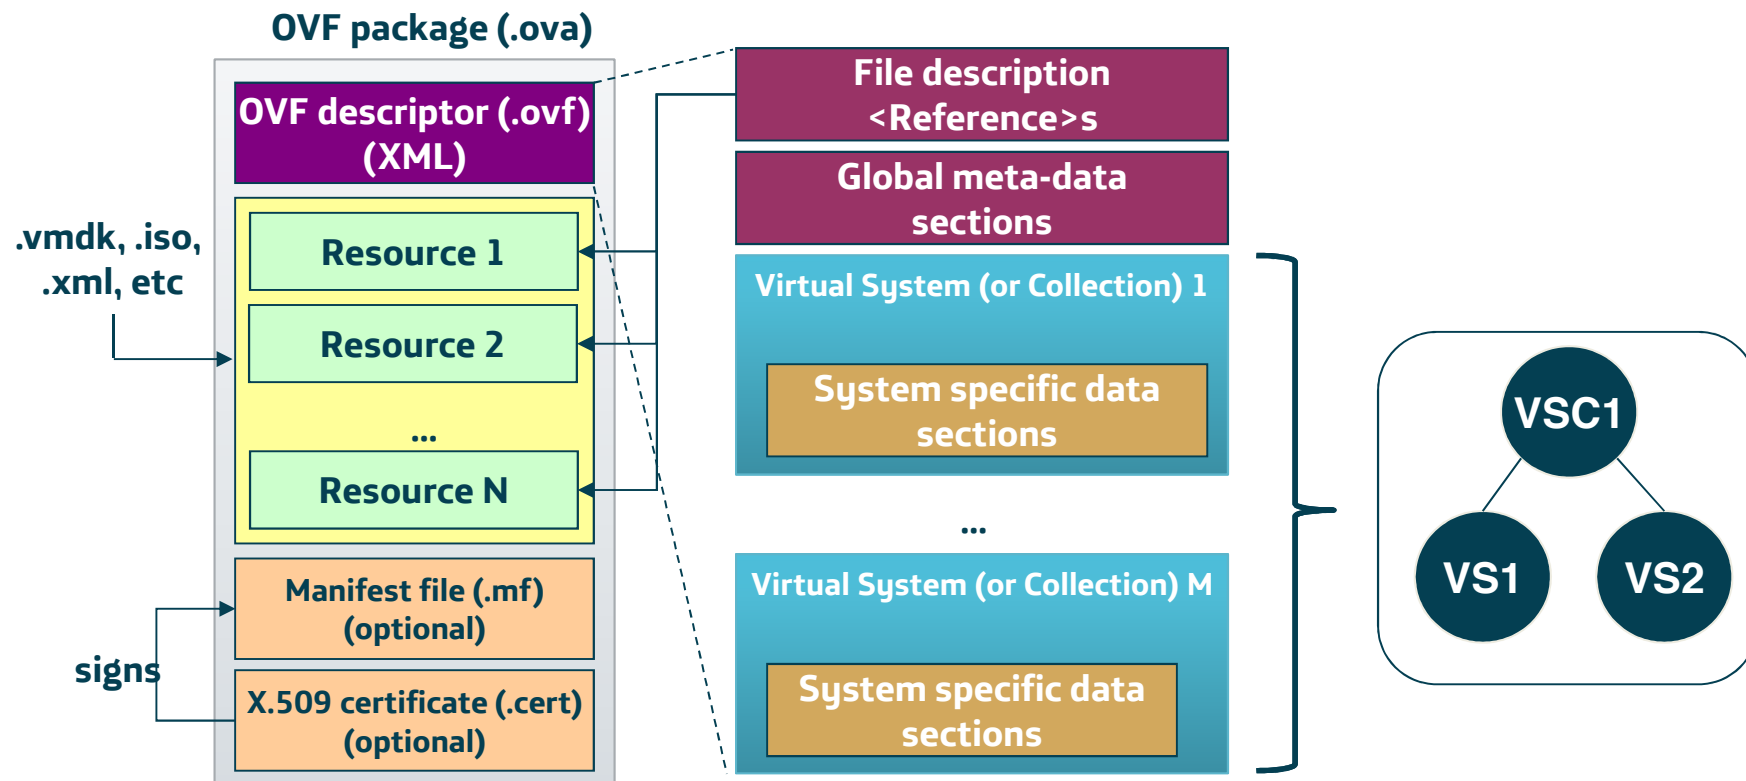 OVF package (.ova)
OVF descriptor (.ovf)
(XML)
.vmdk, .iso,
.xml, etc
Resource 1
Resource 2
...
Resource N
Manifest file (.mf)
(optional)
signs
X.509 certificate (.cert)
(optional)
File description
<Reference>s
Global meta-data
sections
Virtual System (or Collection) 1
System specific data
sections
...
Virtual System (or Collection) M
System specific data
sections
VSC1
VS1
VS2